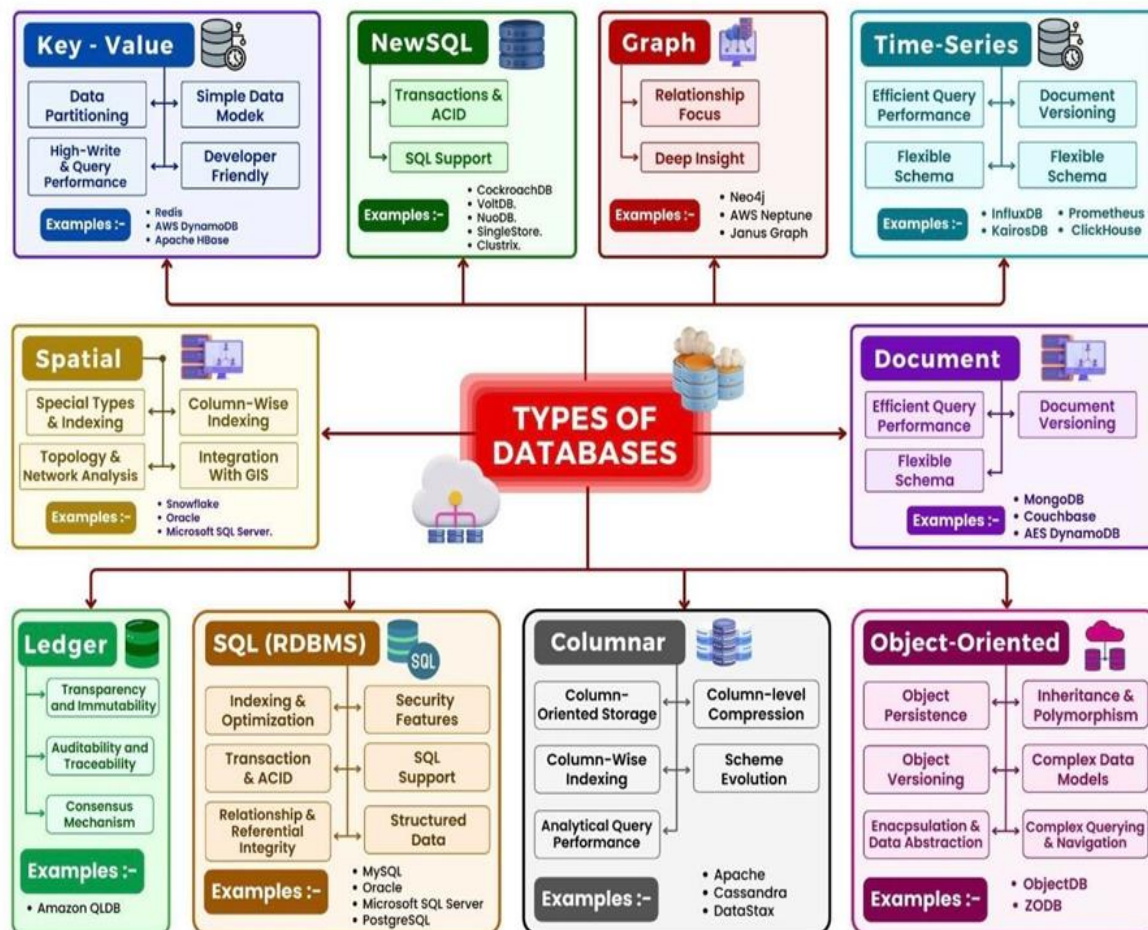 Key - Value
Data
Partitioning
Simple Data
Modek
High-Write
& Query
Performance
Developer
Friendly
Examples :-
• Redis
• AWS DynamoDB
• Apache HBase
NewSQL
Transactions &
ACID
SQL Support
Examples :-
• CockroachDB
• VoltDB.
• NuoDB.
• SingleStore.
• Clustrix.
Graph
Relationship
Focus
Deep Insight
Examples :-
• Neo4j
• AWS Neptune
• Janus Graph
Time-Series
Efficient Query
Performance
Document
Versioning
Flexible
Schema
Flexible
Schema
Examples :-
• InfluxDB
• KairosDB
• Prometheus
• ClickHouse
Spatial
Special Types
& Indexing
Column-Wise
Indexing
Topology &
Network Analysis
Integration
With GIS
Examples :-
• Snowflake
• Oracle
• Microsoft SQL Server.
TYPES OF
DATABASES
Document
Efficient Query
Performance
Document
Versioning
Flexible
Schema
Examples :-
• MongoDB
• Couchbase
• AES DynamoDB
Ledger
Transparency
and Immutability
Auditability and
Traceability
Consensus
Mechanism
Examples :-
• Amazon QLDB
SQL (RDBMS)
SQL
Indexing &
Optimization
Security
Features
Transaction
& ACID
SQL
Support
Relationship &
Referential
Integrity
Structured
Data
Examples :-
• MySQL
• Oracle
• Microsoft SQL Server
• PostgreSQL
Columnar
Column-
Oriented Storage
Column-level
Compression
Column-Wise
Indexing
Scheme
Evolution
Analytical Query
Performance
Examples :-
• Apache
• Cassandra
• DataStax
Object-Oriented
Object
Persistence
Inheritance &
Polymorphism
Object
Versioning
Complex Data
Models
Enacpsulation &
Data Abstraction
Complex Querying
& Navigation
Examples :-
• ObjectDB
• ZODB